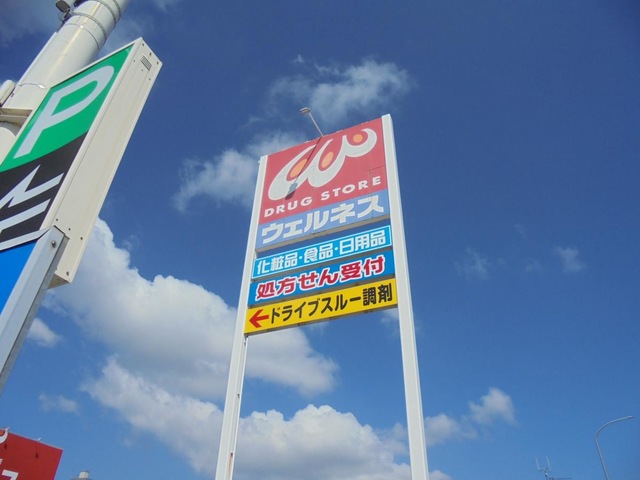 P
DRUG STORE
ウェルネス
化粧品・食品・日用品
処方せん受付
←ドライブスルー調剤